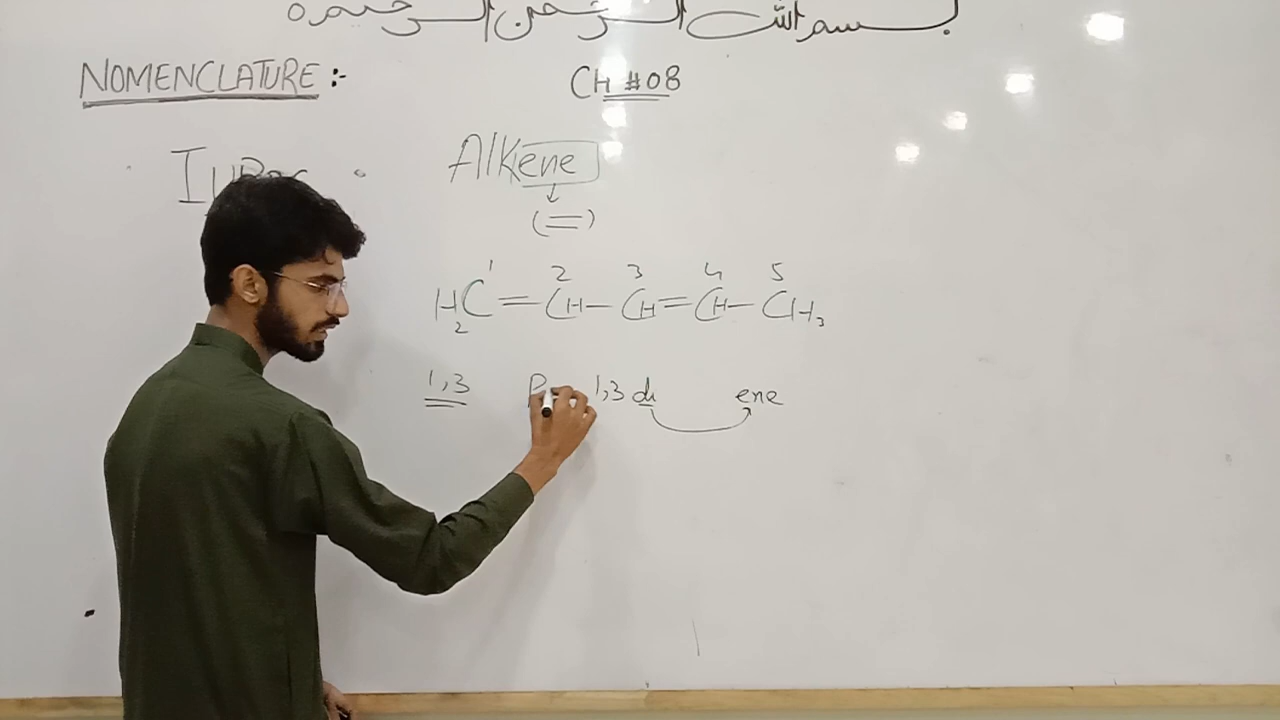 بسم الله الرحمن الرحيم
NOMENCLATURE :-
CH #08
Alkene
(=)
1 2 3 4 5
H₂C=CH-CH=CH-CH₃
1,3 1,3 di ene